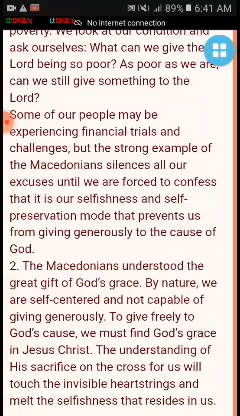 O:0KB/s U:0KB/s 89% 6:41 AM
No internet connection
poverty. We look at our condition and
ask ourselves: What can we give the
Lord being so poor? As poor as we are,
can we still give something to the
Lord?
Some of our people may be
experiencing financial trials and
challenges, but the strong example of
the Macedonians silences all our
excuses until we are forced to confess
that it is our selfishness and self-
preservation mode that prevents us
from giving generously to the cause of
God.
2. The Macedonians understood the
great gift of God's grace. By nature, we
are self-centered and not capable of
giving generously. To give freely to
God's cause, we must find God's grace
in Jesus Christ. The understanding of
His sacrifice on the cross for us will
touch the invisible heartstrings and
melt the selfishness that resides in us.